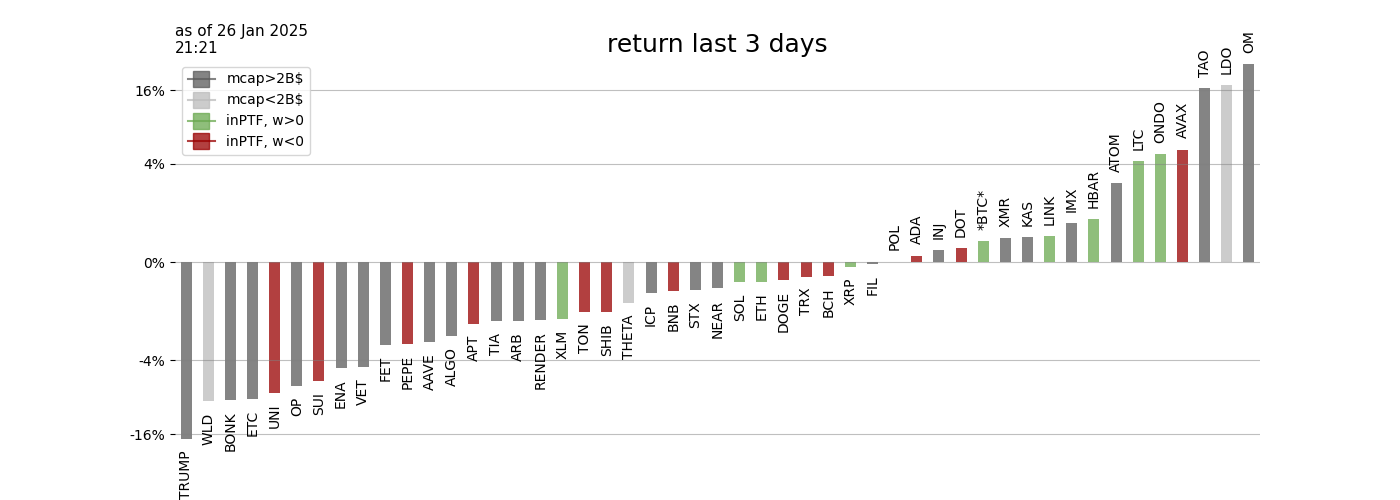 as of 26 Jan 2025
21:21
return last 3 days
mcap>2B$
mcap<2B$
inPTF, w>0
inPTF, w<0
16%
4%
0%
-4%
-16%
TRUMP
WLD
BONK
ETC
UNI
OP
SUI
ENA
VET
FET
PEPE
AAVE
ALGO
APT
TIA
ARB
RENDER
XLM
TON
SHIB
THETA
ICP
BNB
STX
NEAR
SOL
ETH
DOGE
TRX
BCH
XRP
FIL
POL
ADA
INJ
DOT
*BTC*
XMR
KAS
LINK
IMX
HBAR
ATOM
LTC
ONDO
AVAX
TAO
LDO
OM